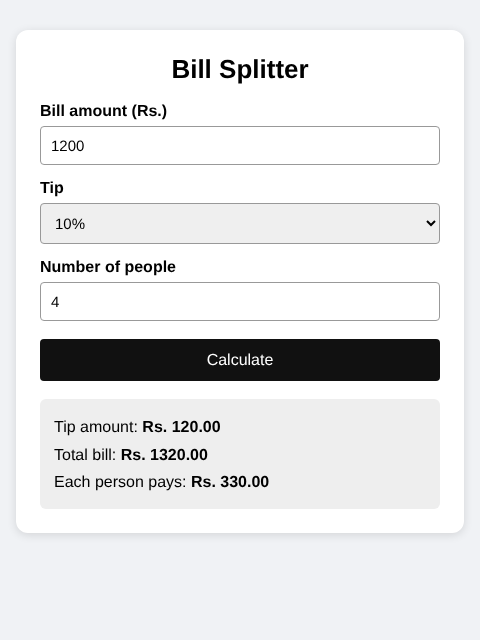 Bill Splitter
Bill amount (Rs.)
1200
Tip
10%
Number of people
4
Calculate
Tip amount: Rs. 120.00
Total bill: Rs. 1320.00
Each person pays: Rs. 330.00